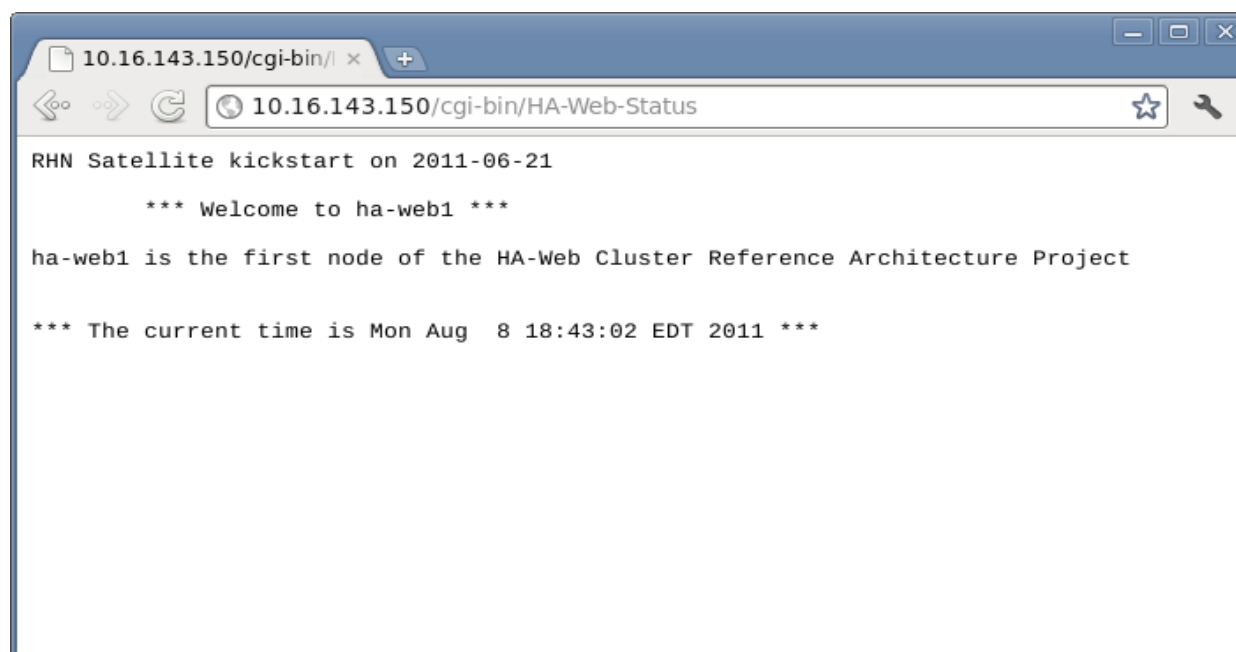 10.16.143.150/cgi-bin/
10.16.143.150/cgi-bin/HA-Web-Status
RHN Satellite kickstart on 2011-06-21
*** Welcome to ha-web1 ***
ha-web1 is the first node of the HA-Web Cluster Reference Architecture Project
*** The current time is Mon Aug  8 18:43:02 EDT 2011 ***